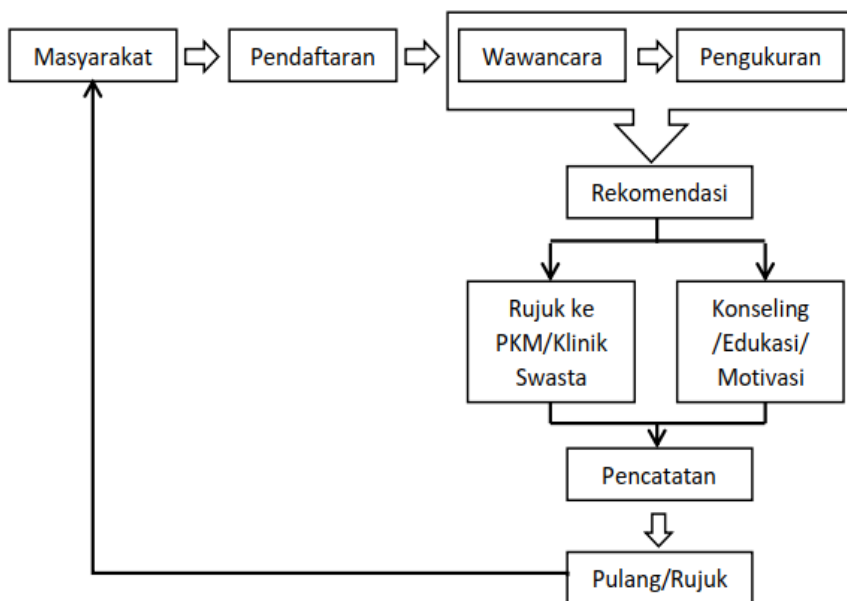 Masyarakat
Pendaftaran
Wawancara
Pengukuran
Rekomendasi
Rujuk ke
PKM/Klinik
Swasta
Konseling
/Edukasi/
Motivasi
Pencatatan
Pulang/Rujuk